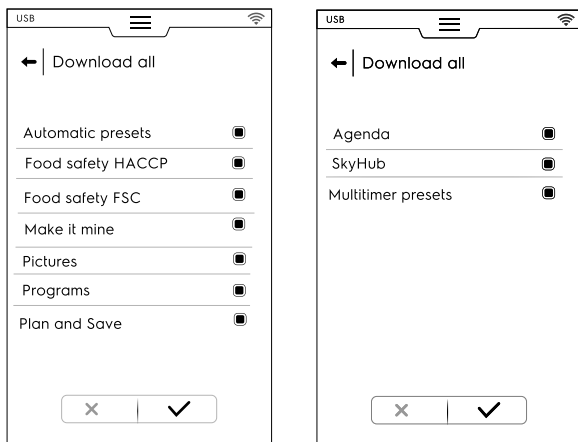 USB
Download all
Automatic presets
Food safety HACCP
Food safety FSC
Make it mine
Pictures
Programs
Plan and Save
USB
Download all
Agenda
SkyHub
Multitimer presets